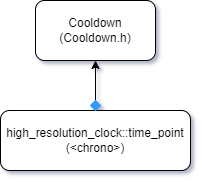 Cooldown
(Cooldown.h)
high_resolution_clock::time_point
(<chrono>)